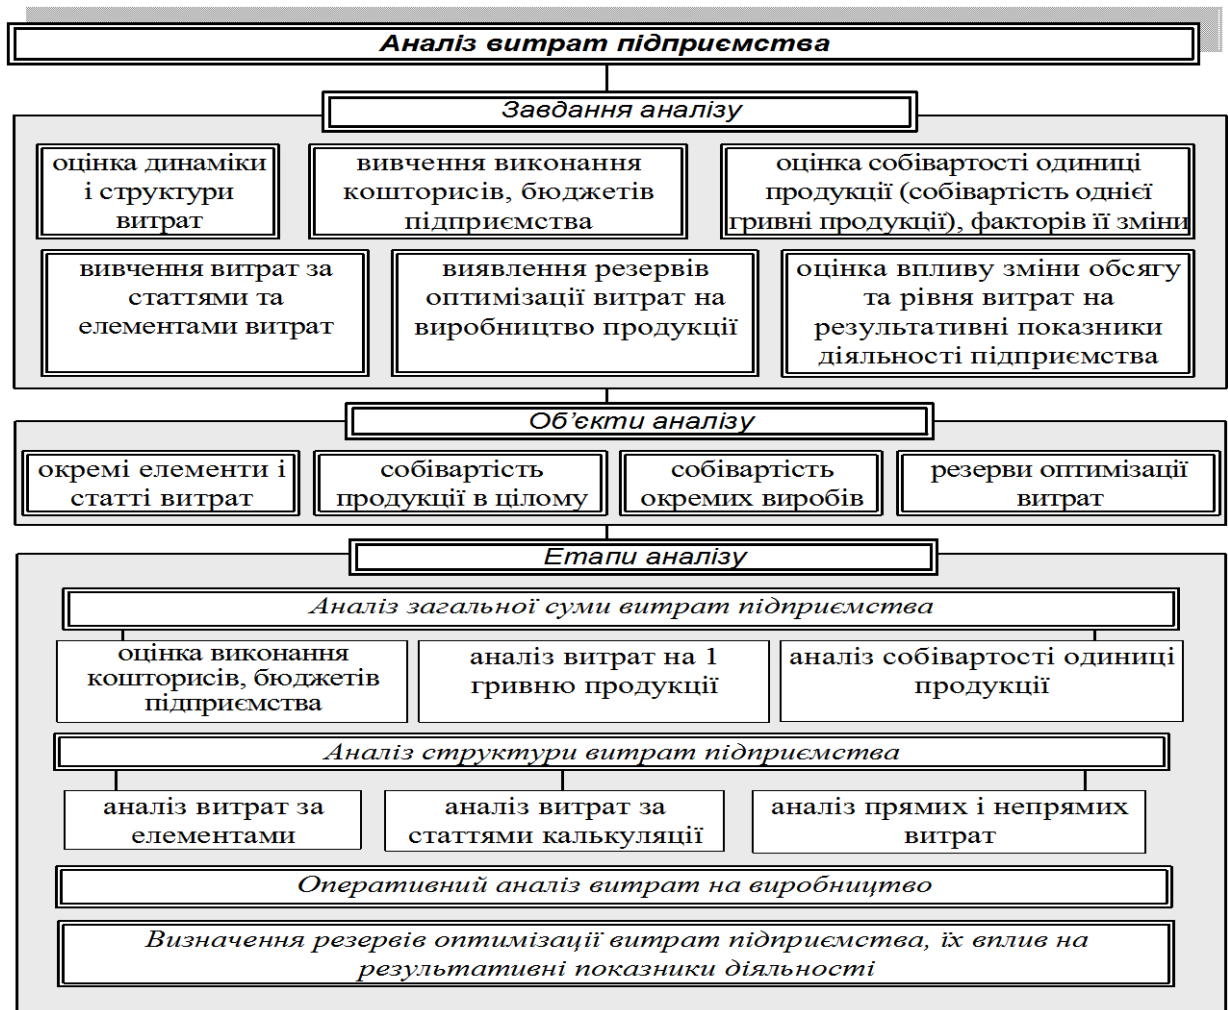 Аналіз витрат підприємства
Завдання аналізу
оцінка динаміки
і структури
витрат
вивчення виконання
кошторисів, бюджетів
підприємства
оцінка собівартості одиниці
продукції (собівартість однієї
гривні продукції), факторів її зміни
вивчення витрат за
статтями та
елементами витрат
виявлення резервів
оптимізації витрат на
виробництво продукції
оцінка впливу зміни обсягу
та рівня витрат на
результативні показники
діяльності підприємства
Об’єкти аналізу
окремі елементи і
статті витрат
собівартість
продукції в цілому
собівартість
окремих виробів
резерви оптимізації
витрат
Етапи аналізу
Аналіз загальної суми витрат підприємства
оцінка виконання
кошторисів, бюджетів
підприємства
аналіз витрат на 1
гривню продукції
аналіз собівартості одиниці
продукції
Аналіз структури витрат підприємства
аналіз витрат за
елементами
аналіз витрат за
статтями калькуляції
аналіз прямих і непрямих
витрат
Оперативний аналіз витрат на виробництво
Визначення резервів оптимізації витрат підприємства, їх вплив на
результативні показники діяльності